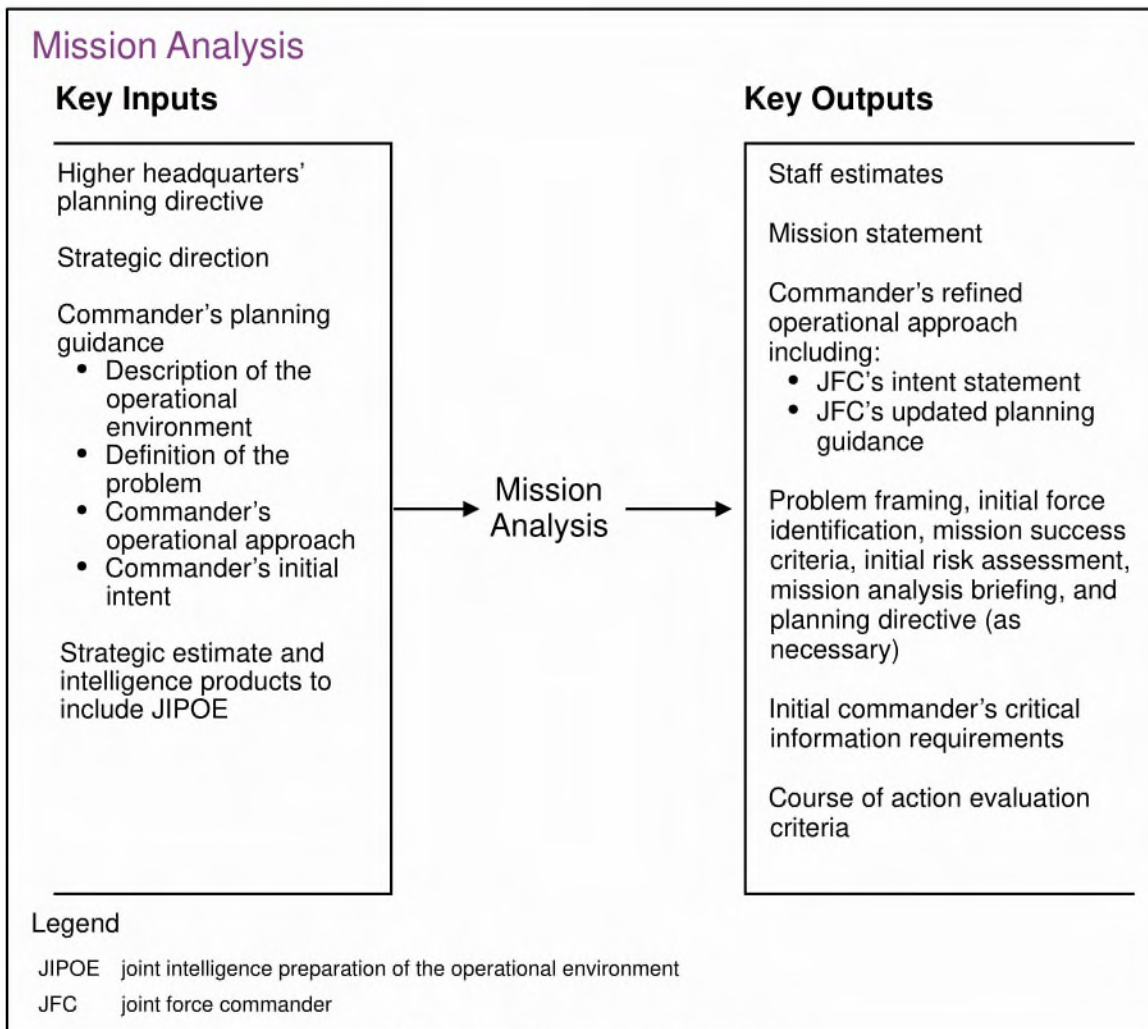 Mission Analysis
Key Inputs
Higher headquarters’
planning directive
Strategic direction
Commander’s planning
guidance
• Description of the
operational
environment
• Definition of the
problem
• Commander’s
operational approach
• Commander’s initial
intent
Strategic estimate and
intelligence products to
include JIPOE
Mission
Analysis
Key Outputs
Staff estimates
Mission statement
Commander’s refined
operational approach
including:
• JFC’s intent statement
• JFC’s updated planning
guidance
Problem framing, initial force
identification, mission success
criteria, initial risk assessment,
mission analysis briefing, and
planning directive (as
necessary)
Initial commander’s critical
information requirements
Course of action evaluation
criteria
Legend
JIPOE joint intelligence preparation of the operational environment
JFC joint force commander